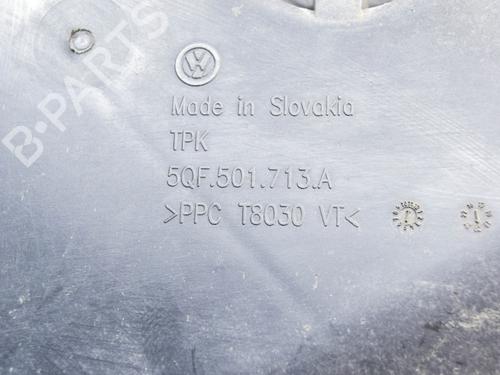 B-PARTS
Made in Slovakia
TPK
5QF.501.713.A
>PPC T8030 VT<